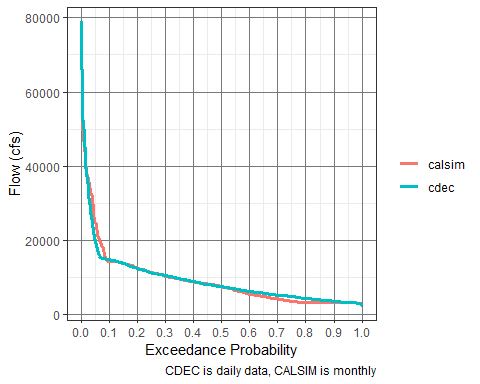 80000
60000
40000
20000
0
Flow (cfs)
0.0 0.1 0.2 0.3 0.4 0.5 0.6 0.7 0.8 0.9 1.0
Exceedance Probability
CDEC is daily data, CALSIM is monthly
calsim
cdec